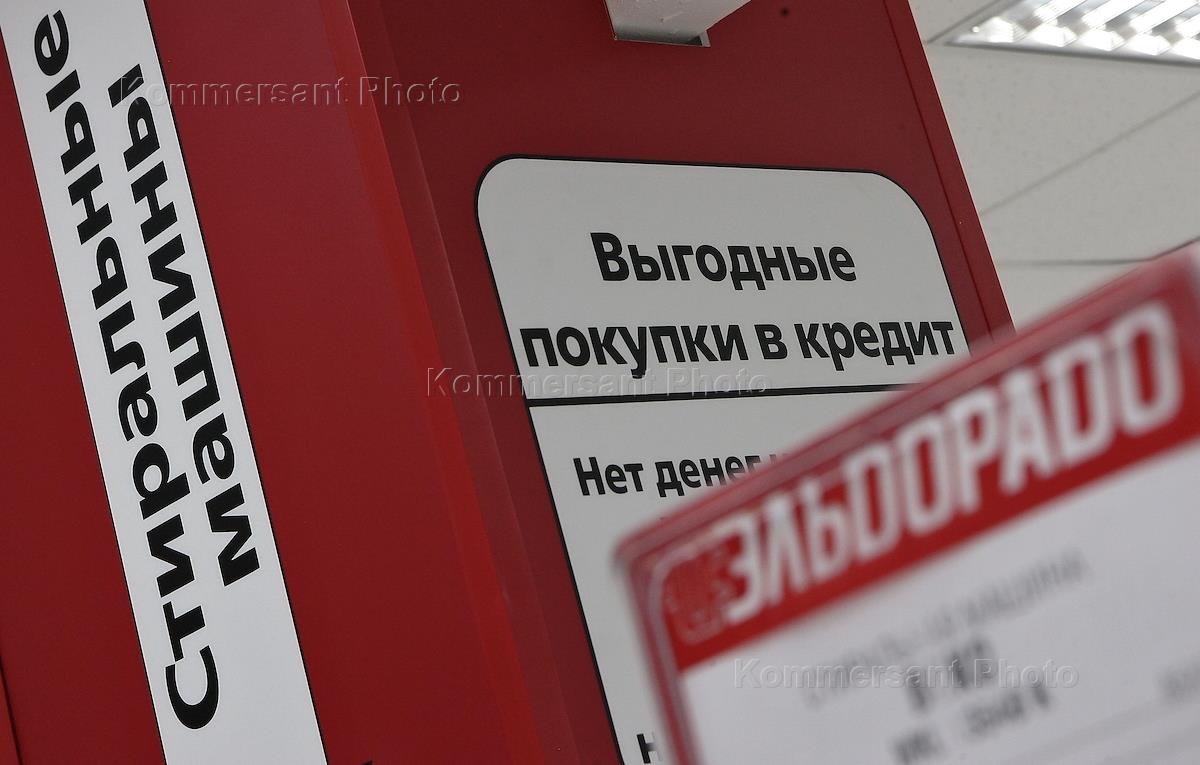 Стиральные
машины
Выгодные
покупки в кредит
Нет денег
ЭЛЬДОРАДО
Kommersant Photo
Kommersant Photo
Kommersant Photo